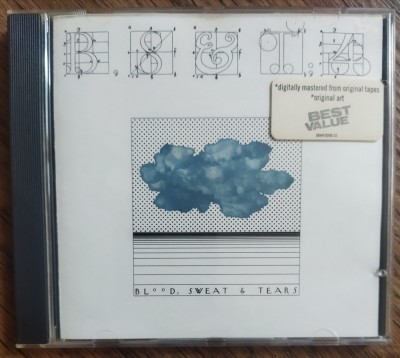 B, S & T, 4
*digitally mastered from original tapes
*original art
BEST
VALUE
BLOOD, SWEAT & TEARS